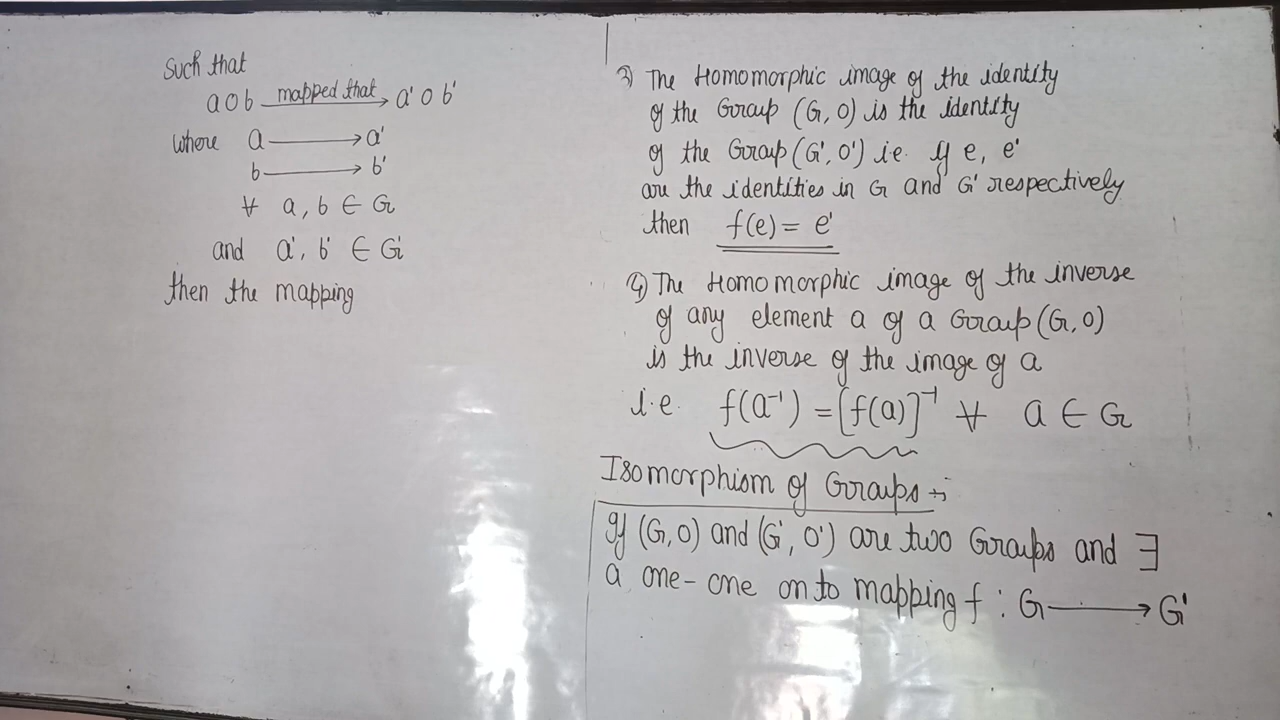 Such that
a o b mapped that → a' o b'
where a → a'
b → b'
∀ a, b ∈ G
and a', b' ∈ G'
then the mapping
3) The Homomorphic image of the identity
of the Group (G, o) is the identity
of the Group (G', o') i.e. if e, e'
are the identities in G and G' respectively
then f(e) = e'
4) The Homomorphic image of the inverse
of any element a of a Group (G, o)
is the inverse of the image of a
i.e. f(a⁻¹) = [f(a)]⁻¹ ∀ a ∈ G
Isomorphism of Groups :-
If (G, o) and (G', o') are two Groups and ∃
a one-one on to mapping f : G → G'